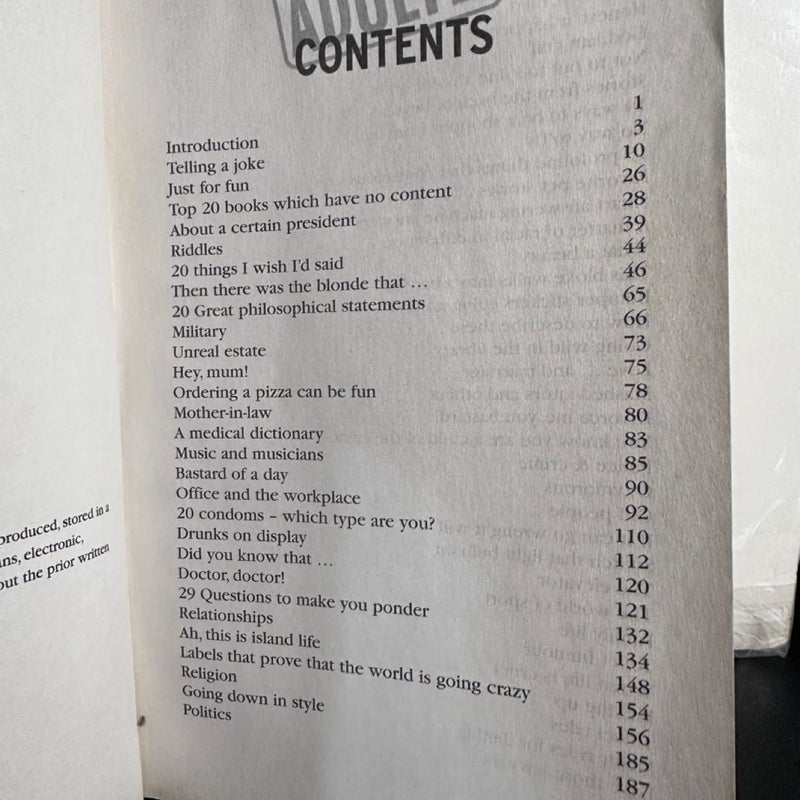 CONTENTS
Introduction 1
Telling a joke 3
Just for fun 10
Top 20 books which have no content 26
About a certain president 28
Riddles 39
20 things I wish I'd said 44
Then there was the blonde that … 46
20 Great philosophical statements 65
Military 66
Unreal estate 73
Hey, mum! 75
Ordering a pizza can be fun 78
Mother-in-law 80
A medical dictionary 83
Music and musicians 85
Bastard of a day 90
Office and the workplace 92
20 condoms – which type are you? 110
Drunks on display 112
Did you know that … 120
Doctor, doctor! 121
29 Questions to make you ponder 132
Relationships 134
Ah, this is island life 148
Labels that prove that the world is going crazy 154
Religion 156
Going down in style 185
Politics 187
produced, stored in a
electronic,
out the prior written